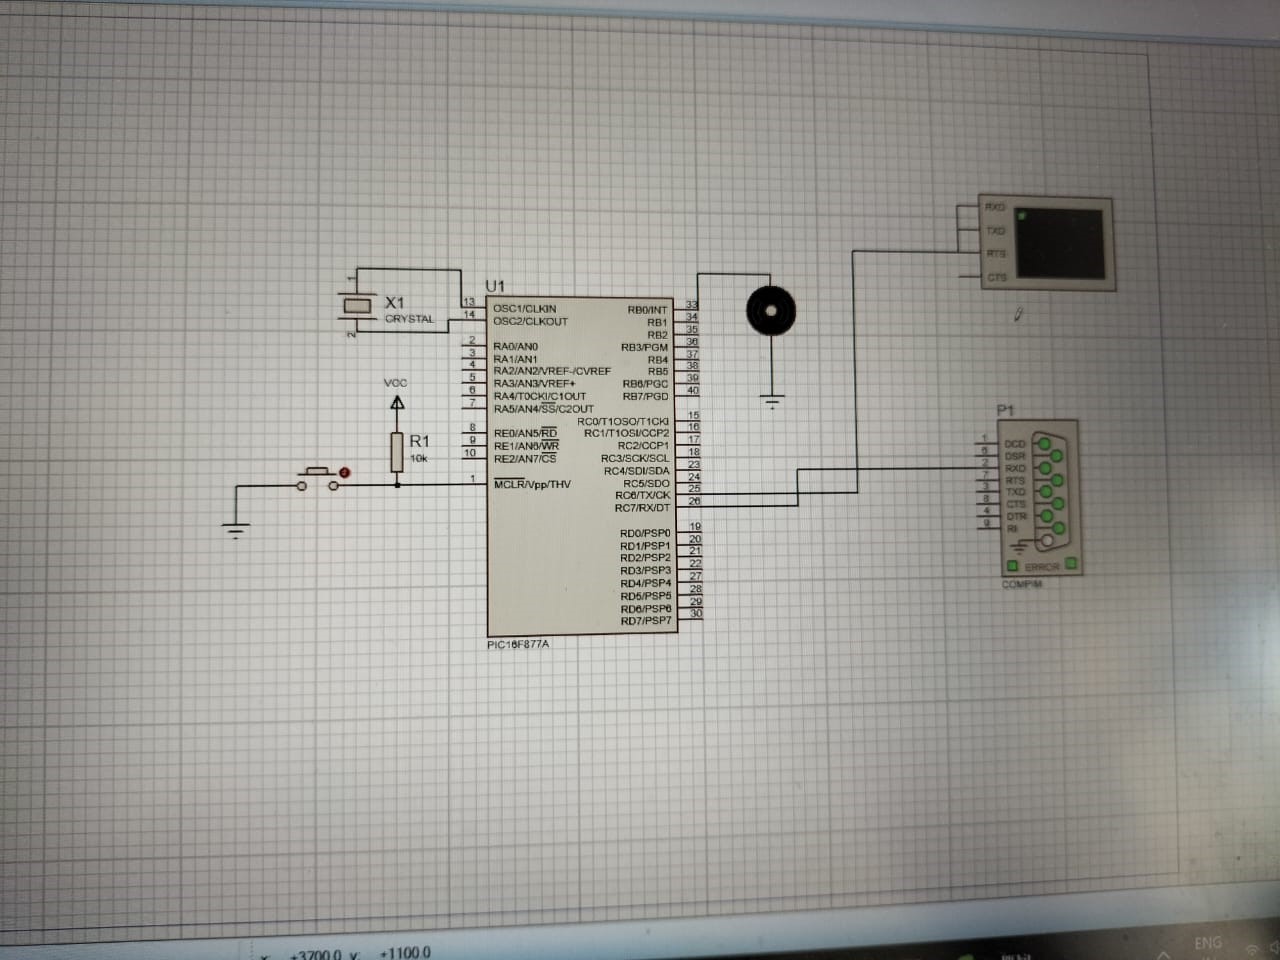 U1
X1
CRYSTAL
1
2
13
14
OSC1/CLKIN
OSC2/CLKOUT
2
3
4
5
6
7
RA0/AN0
RA1/AN1
RA2/AN2/VREF-/CVREF
RA3/AN3/VREF+
RA4/T0CKI/C1OUT
RA5/AN4/SS/C2OUT
8
9
10
RE0/AN5/RD
RE1/AN6/WR
RE2/AN7/CS
1
MCLR/Vpp/THV
VCC
R1
10k
RB0/INT
RB1
RB2
RB3/PGM
RB4
RB5
RB6/PGC
RB7/PGD
33
34
35
36
37
38
39
40
RC0/T1OSO/T1CKI
RC1/T1OSI/CCP2
RC2/CCP1
RC3/SCK/SCL
RC4/SDI/SDA
RC5/SDO
RC6/TX/CK
RC7/RX/DT
15
16
17
18
23
24
25
26
RD0/PSP0
RD1/PSP1
RD2/PSP2
RD3/PSP3
RD4/PSP4
RD5/PSP5
RD6/PSP6
RD7/PSP7
19
20
21
22
27
28
29
30
PIC16F877A
RXD
TXD
RTS
CTS
P1
1
6
2
7
3
8
4
9
DCD
DSR
RXD
RTS
TXD
CTS
DTR
RI
ERROR
COMPIM
x: +3700.0 y: +1100.0
ENG